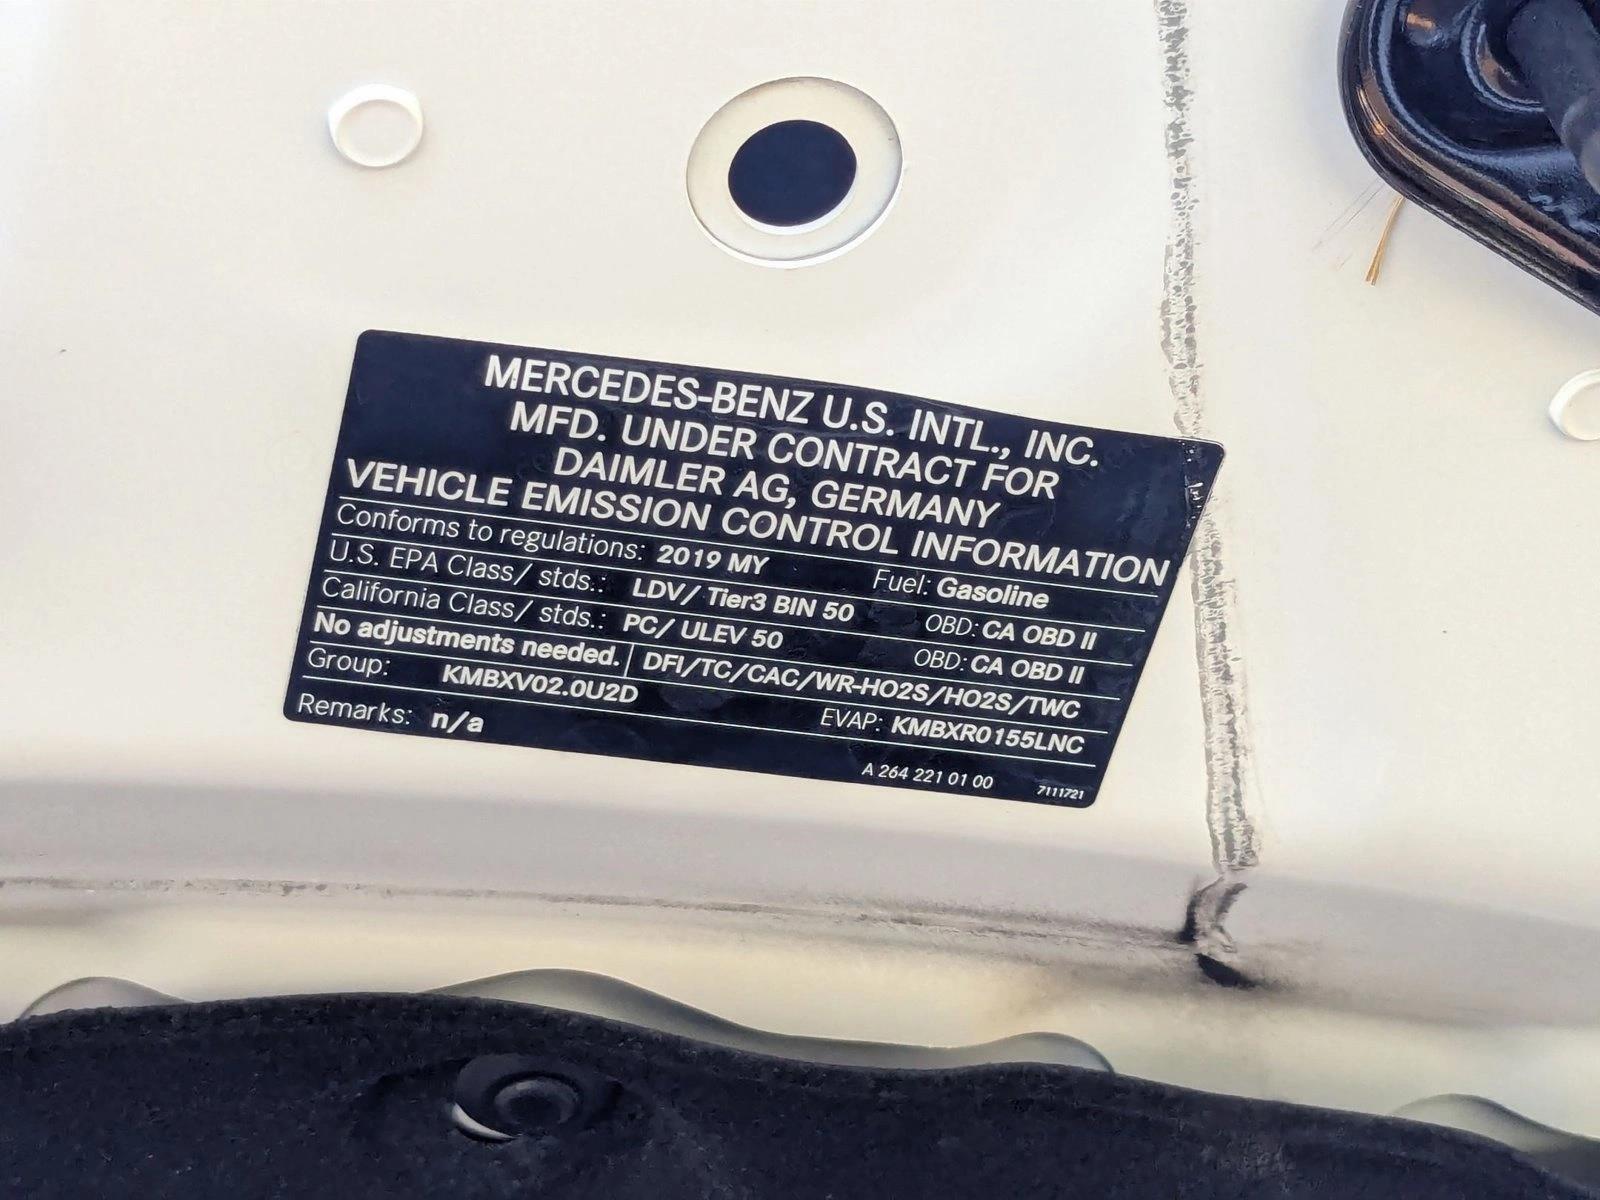 MERCEDES-BENZ U.S. INTL., INC.
MFD. UNDER CONTRACT FOR
DAIMLER AG, GERMANY
VEHICLE EMISSION CONTROL INFORMATION
Conforms to regulations: 2019 MY Fuel: Gasoline
U.S. EPA Class/ stds.: LDV/ Tier3 BIN 50 OBD: CA OBD II
California Class/ stds.: PC/ ULEV 50 OBD: CA OBD II
No adjustments needed. DFI/TC/CAC/WR-HO2S/HO2S/TWC
Group: KMBXV02.0U2D EVAP: KMBXR0155LNC
Remarks: n/a
A 264 221 01 00 7111721